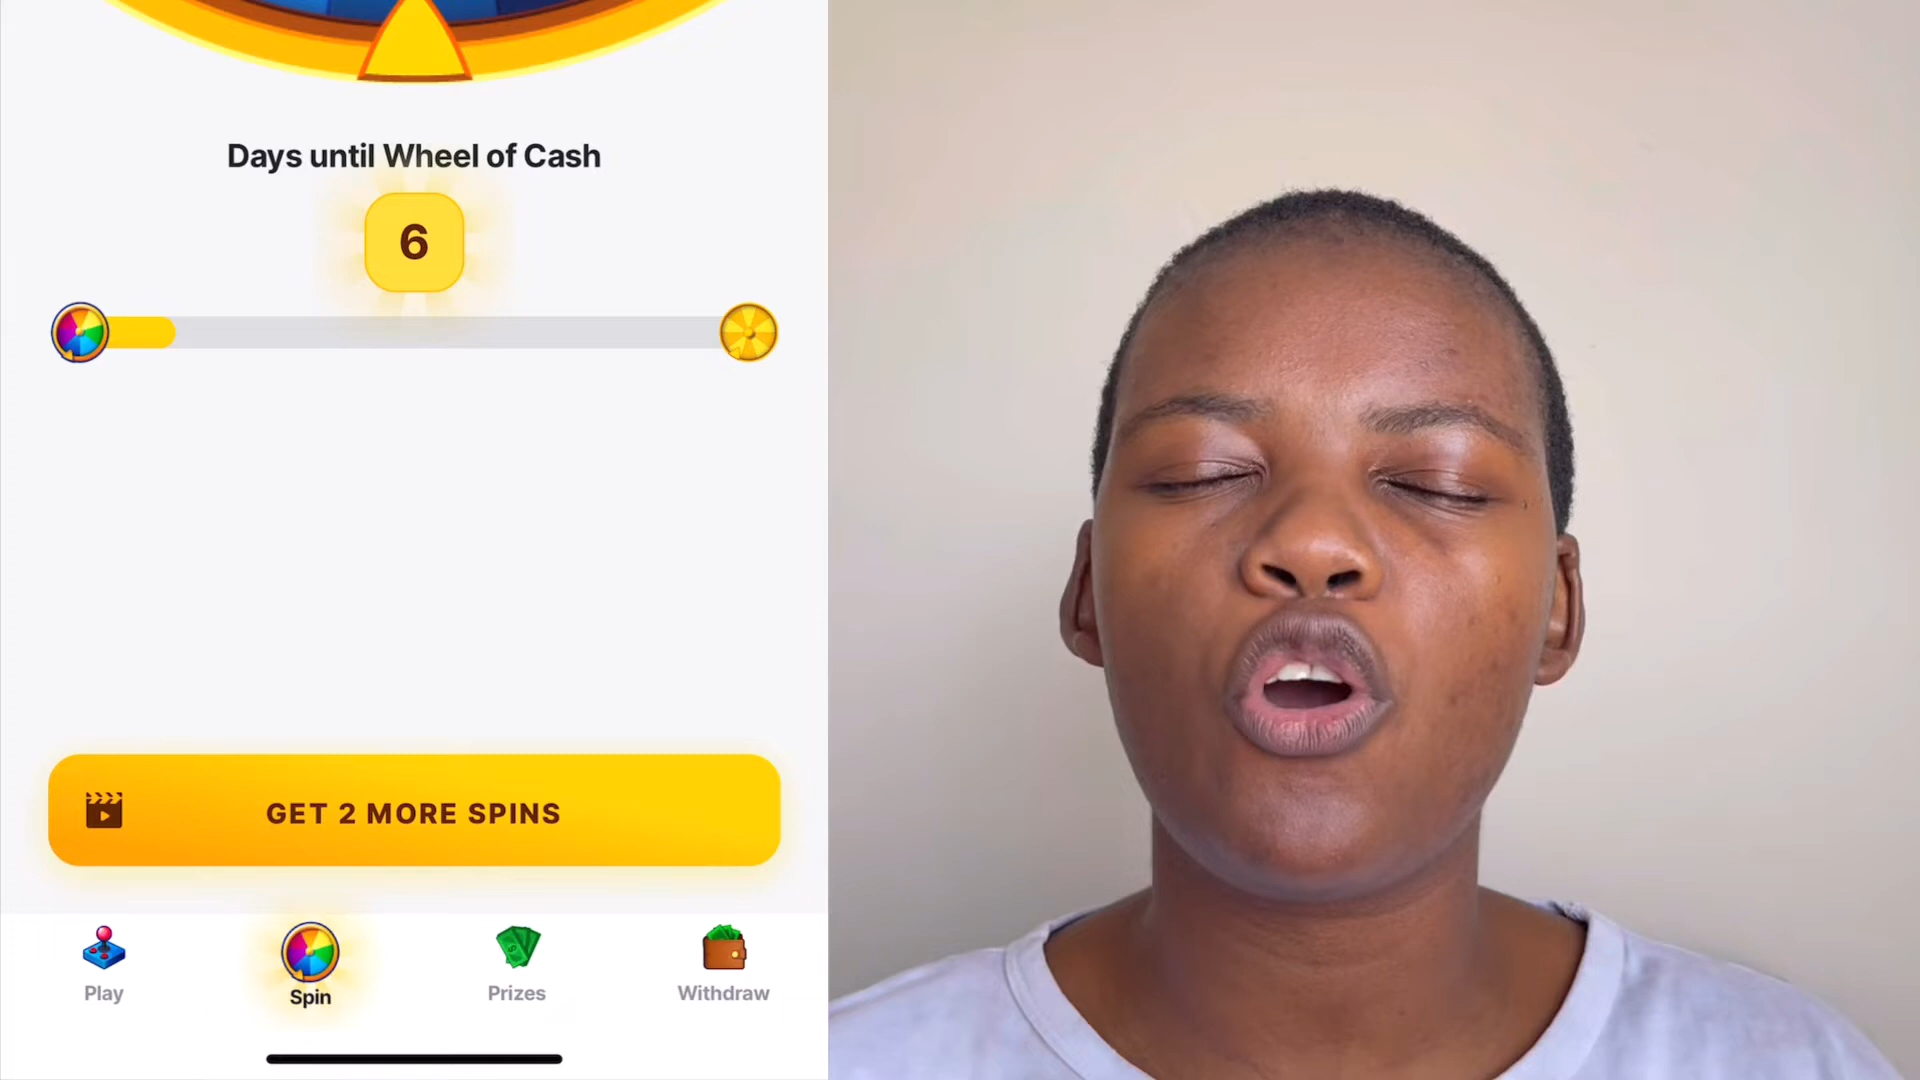 Days until Wheel of Cash
6
GET 2 MORE SPINS
Play
Spin
Prizes
Withdraw